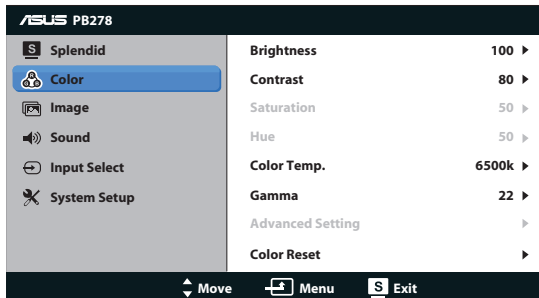 ASUS PB278
S Splendid
Color
Image
Sound
Input Select
System Setup
Brightness 100
Contrast 80
Saturation 50
Hue 50
Color Temp. 6500k
Gamma 22
Advanced Setting
Color Reset
Move Menu S Exit